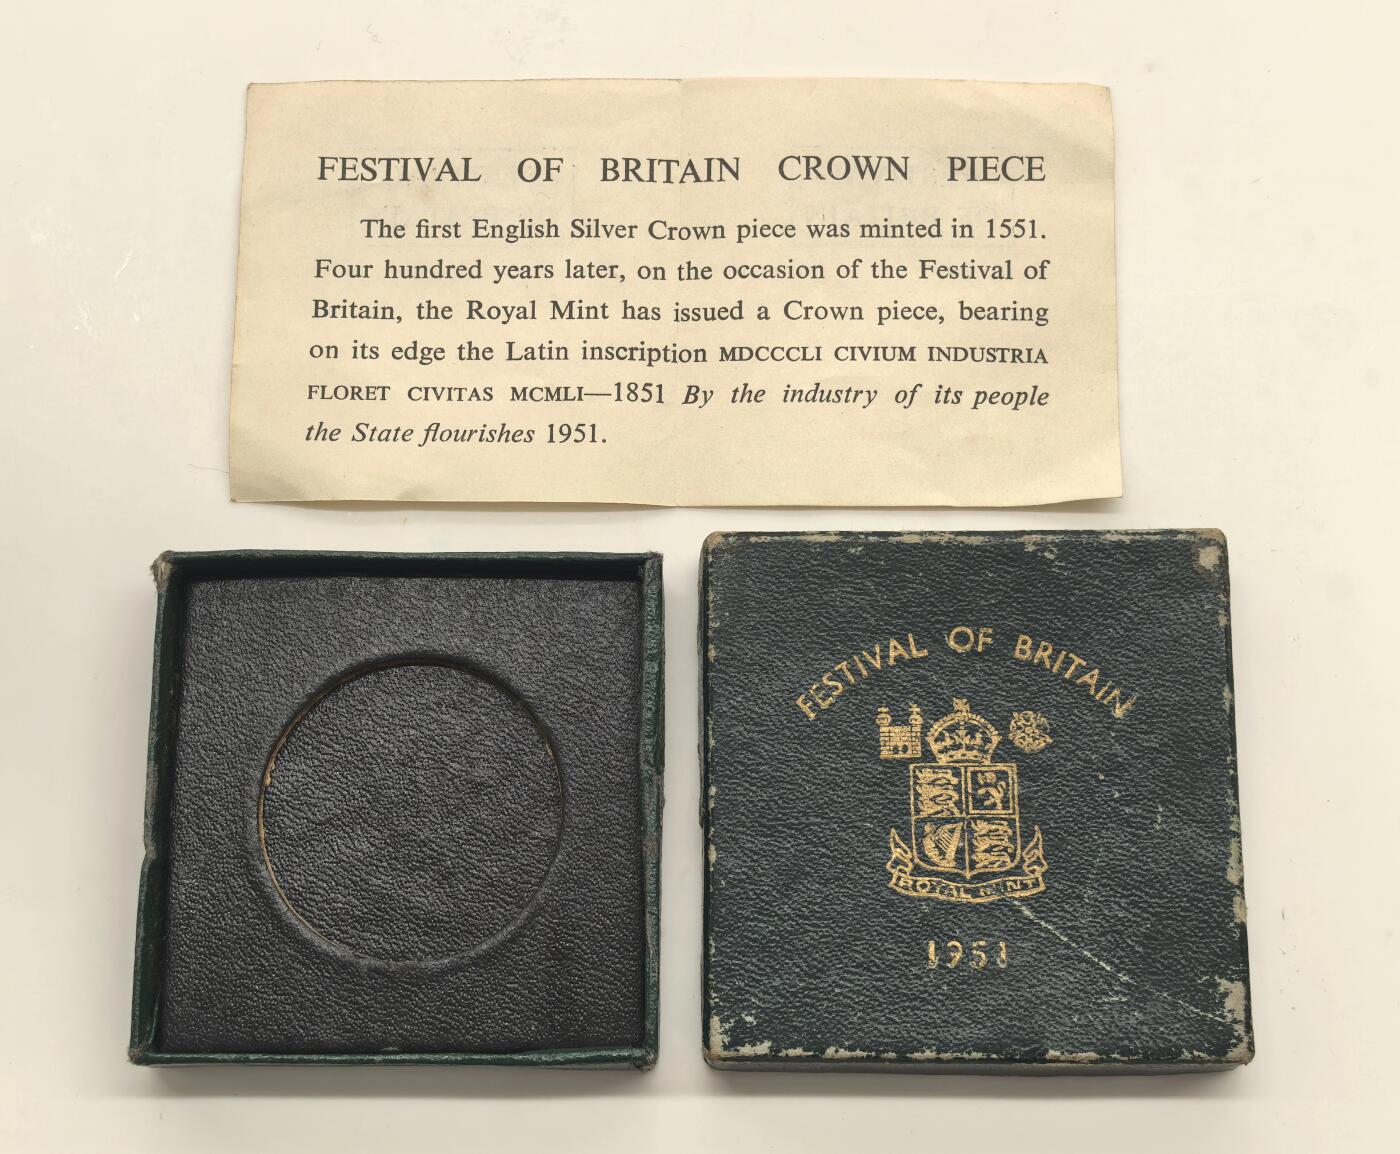 FESTIVAL OF BRITAIN CROWN PIECE
The first English Silver Crown piece was minted in 1551.
Four hundred years later, on the occasion of the Festival of
Britain, the Royal Mint has issued a Crown piece, bearing
on its edge the Latin inscription MDCCCLI CIVIUM INDUSTRIA
FLORET CIVITAS MCMLI—1851 By the industry of its people
the State flourishes 1951.
FESTIVAL OF BRITAIN
ROYAL MINT
1951